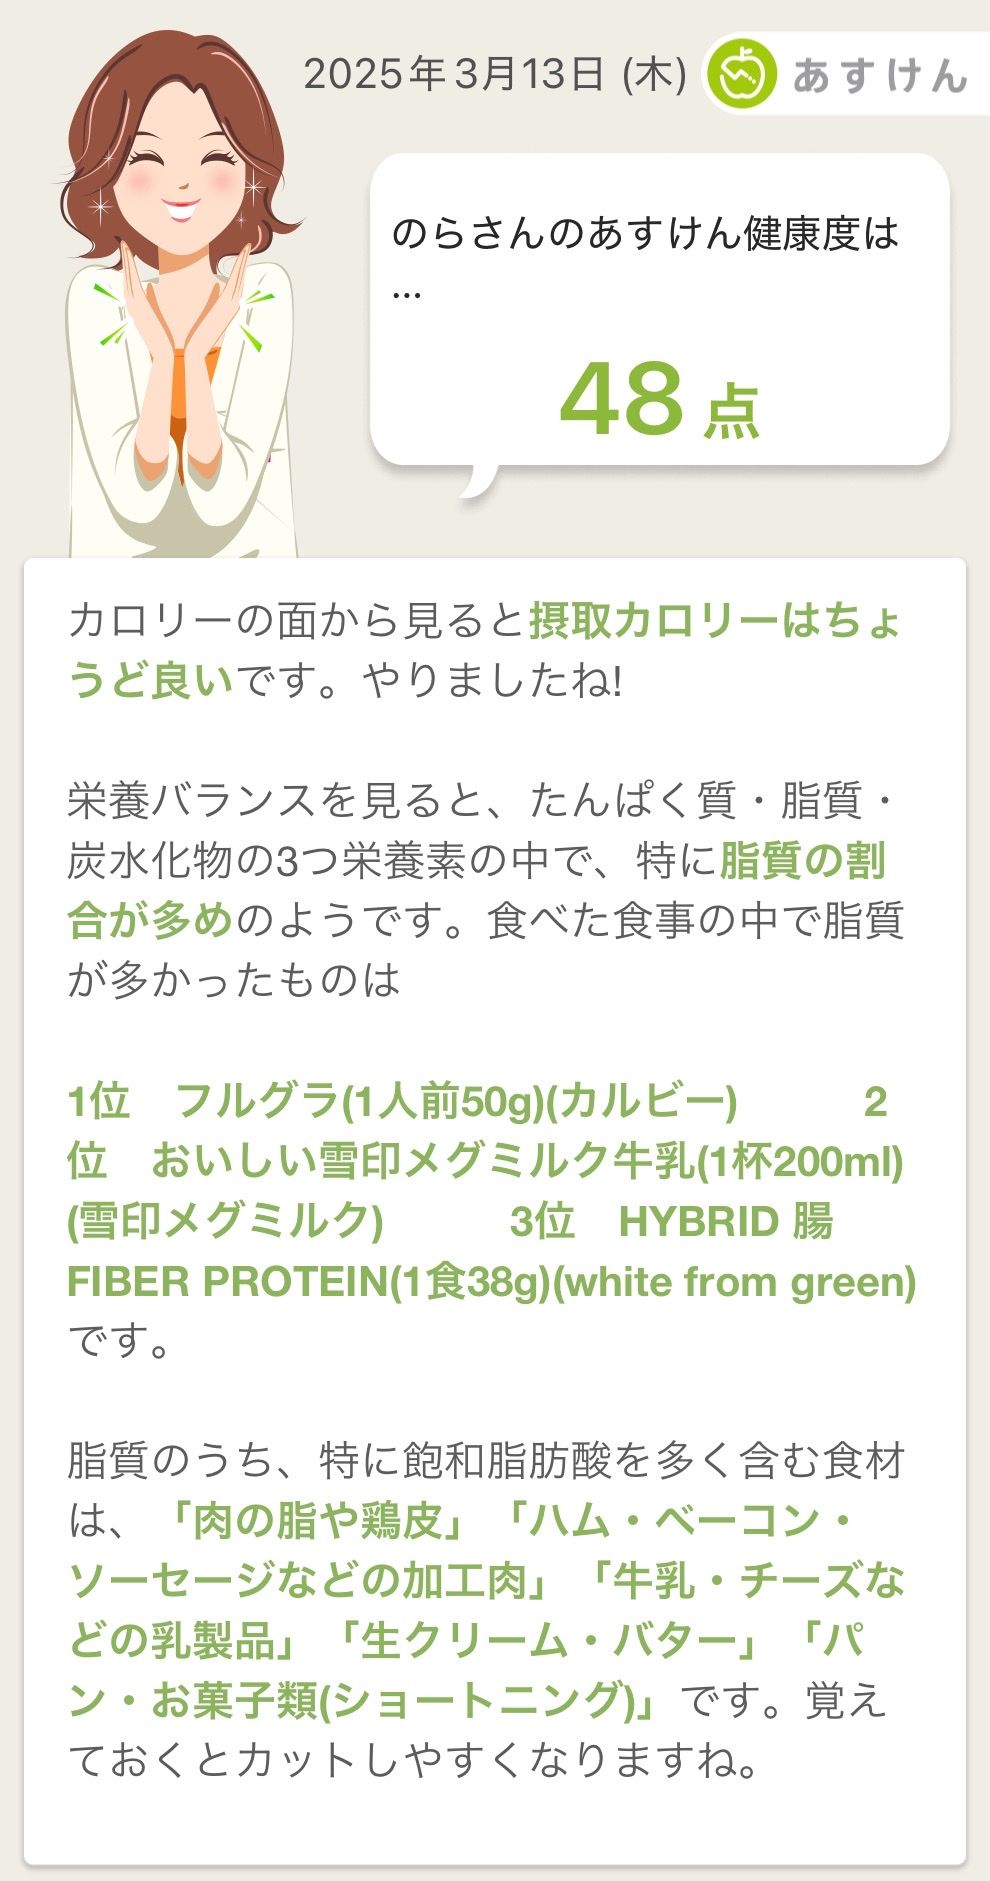 2025年3月13日 (木)
あすけん
のらさんのあすけん健康度は
...
48 点
カロリーの面から見ると摂取カロリーはちょ
うど良いです。やりましたね!
栄養バランスを見ると、たんぱく質・脂質・
炭水化物の3つ栄養素の中で、特に脂質の割
合が多めのようです。食べた食事の中で脂質
が多かったものは
1位　フルグラ(1人前50g)(カルビー)　　　2
位　おいしい雪印メグミルク牛乳(1杯200ml)
(雪印メグミルク)　　　3位　HYBRID 腸
FIBER PROTEIN(1食38g)(white from green)
です。
脂質のうち、特に飽和脂肪酸を多く含む食材
は、「肉の脂や鶏皮」「ハム・ベーコン・
ソーセージなどの加工肉」「牛乳・チーズな
どの乳製品」「生クリーム・バター」「パ
ン・お菓子類(ショートニング)」です。覚え
ておくとカットしやすくなりますね。